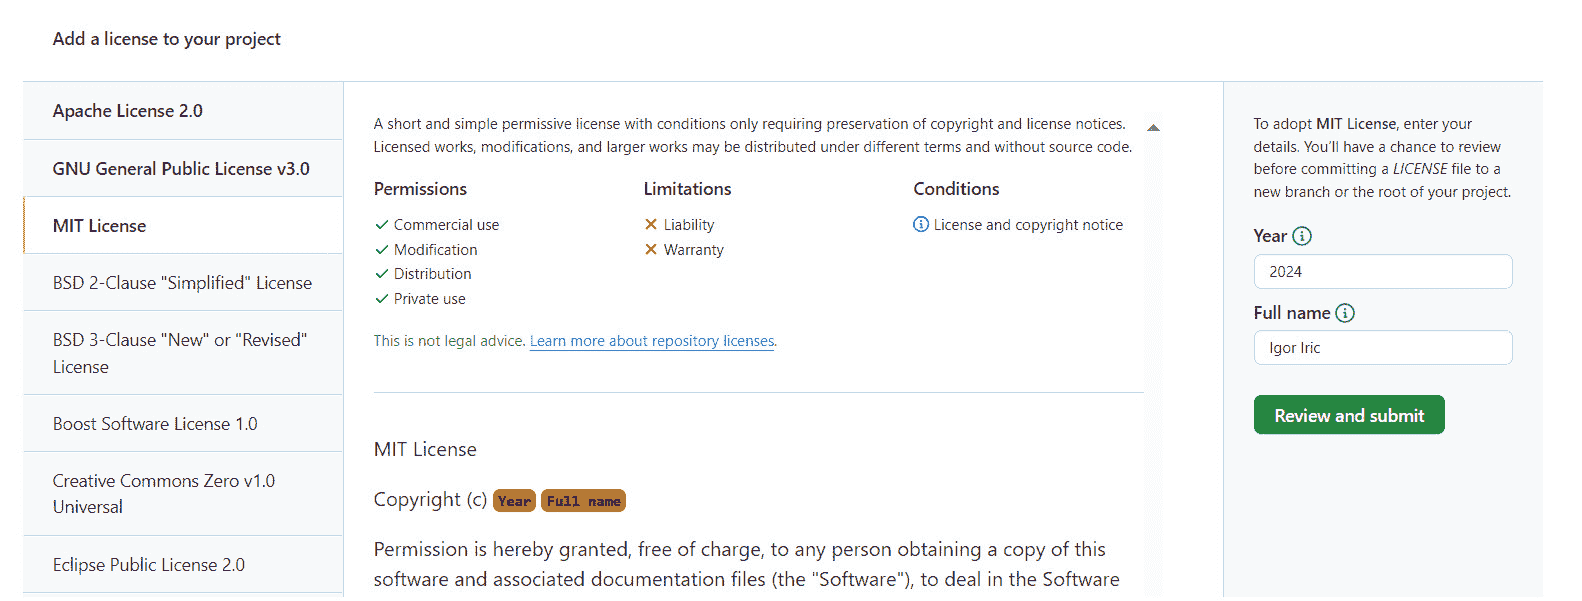 Add a license to your project
Apache License 2.0
GNU General Public License v3.0
MIT License
BSD 2-Clause "Simplified" License
BSD 3-Clause "New" or "Revised"
License
Boost Software License 1.0
Creative Commons Zero v1.0
Universal
Eclipse Public License 2.0
A short and simple permissive license with conditions only requiring preservation of copyright and license notices.
Licensed works, modifications, and larger works may be distributed under different terms and without source code.
Permissions
Commercial use
Modification
Distribution
Private use
Limitations
Liability
Warranty
Conditions
License and copyright notice
This is not legal advice. Learn more about repository licenses.
MIT License
Copyright (c) Year Full name
Permission is hereby granted, free of charge, to any person obtaining a copy of this
software and associated documentation files (the "Software"), to deal in the Software
To adopt MIT License, enter your
details. You'll have a chance to review
before committing a LICENSE file to a
new branch or the root of your project.
Year
2024
Full name
Igor Iric
Review and submit